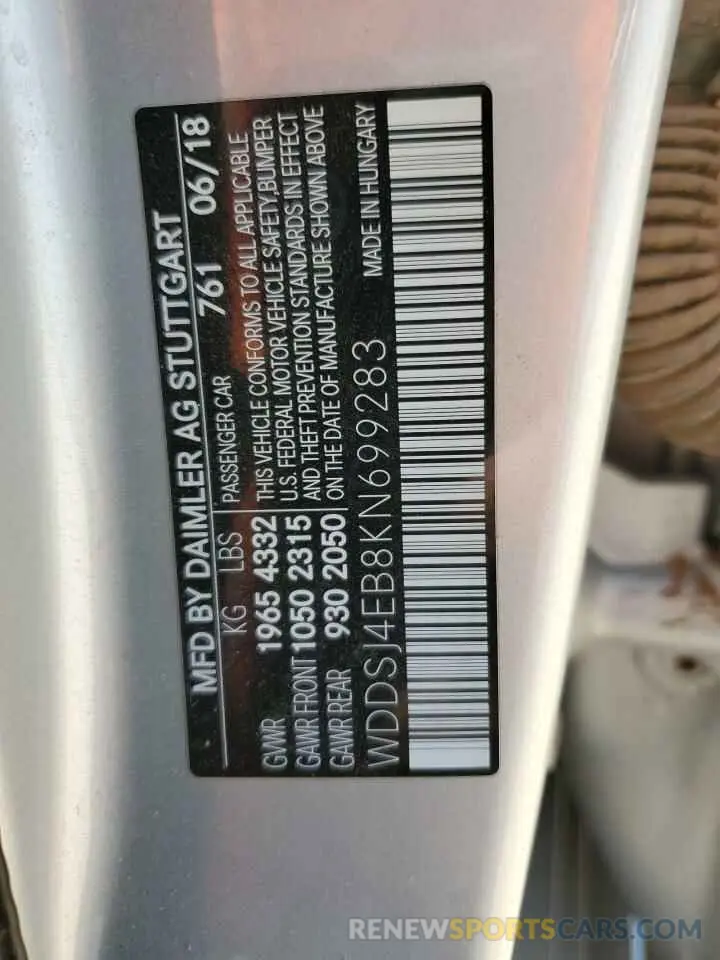 MFD BY DAIMLER AG STUTTGART
761 06/18
KG LBS PASSENGER CAR
GVWR 1965 4332 THIS VEHICLE CONFORMS TO ALL APPLICABLE
U.S. FEDERAL MOTOR VEHICLE SAFETY, BUMPER
GAWR FRONT 1050 2315 AND THEFT PREVENTION STANDARDS IN EFFECT
GAWR REAR 930 2050 ON THE DATE OF MANUFACTURE SHOWN ABOVE
WDDSJ4EB8KN699283 MADE IN HUNGARY
RENEWSPORTSCARS.COM